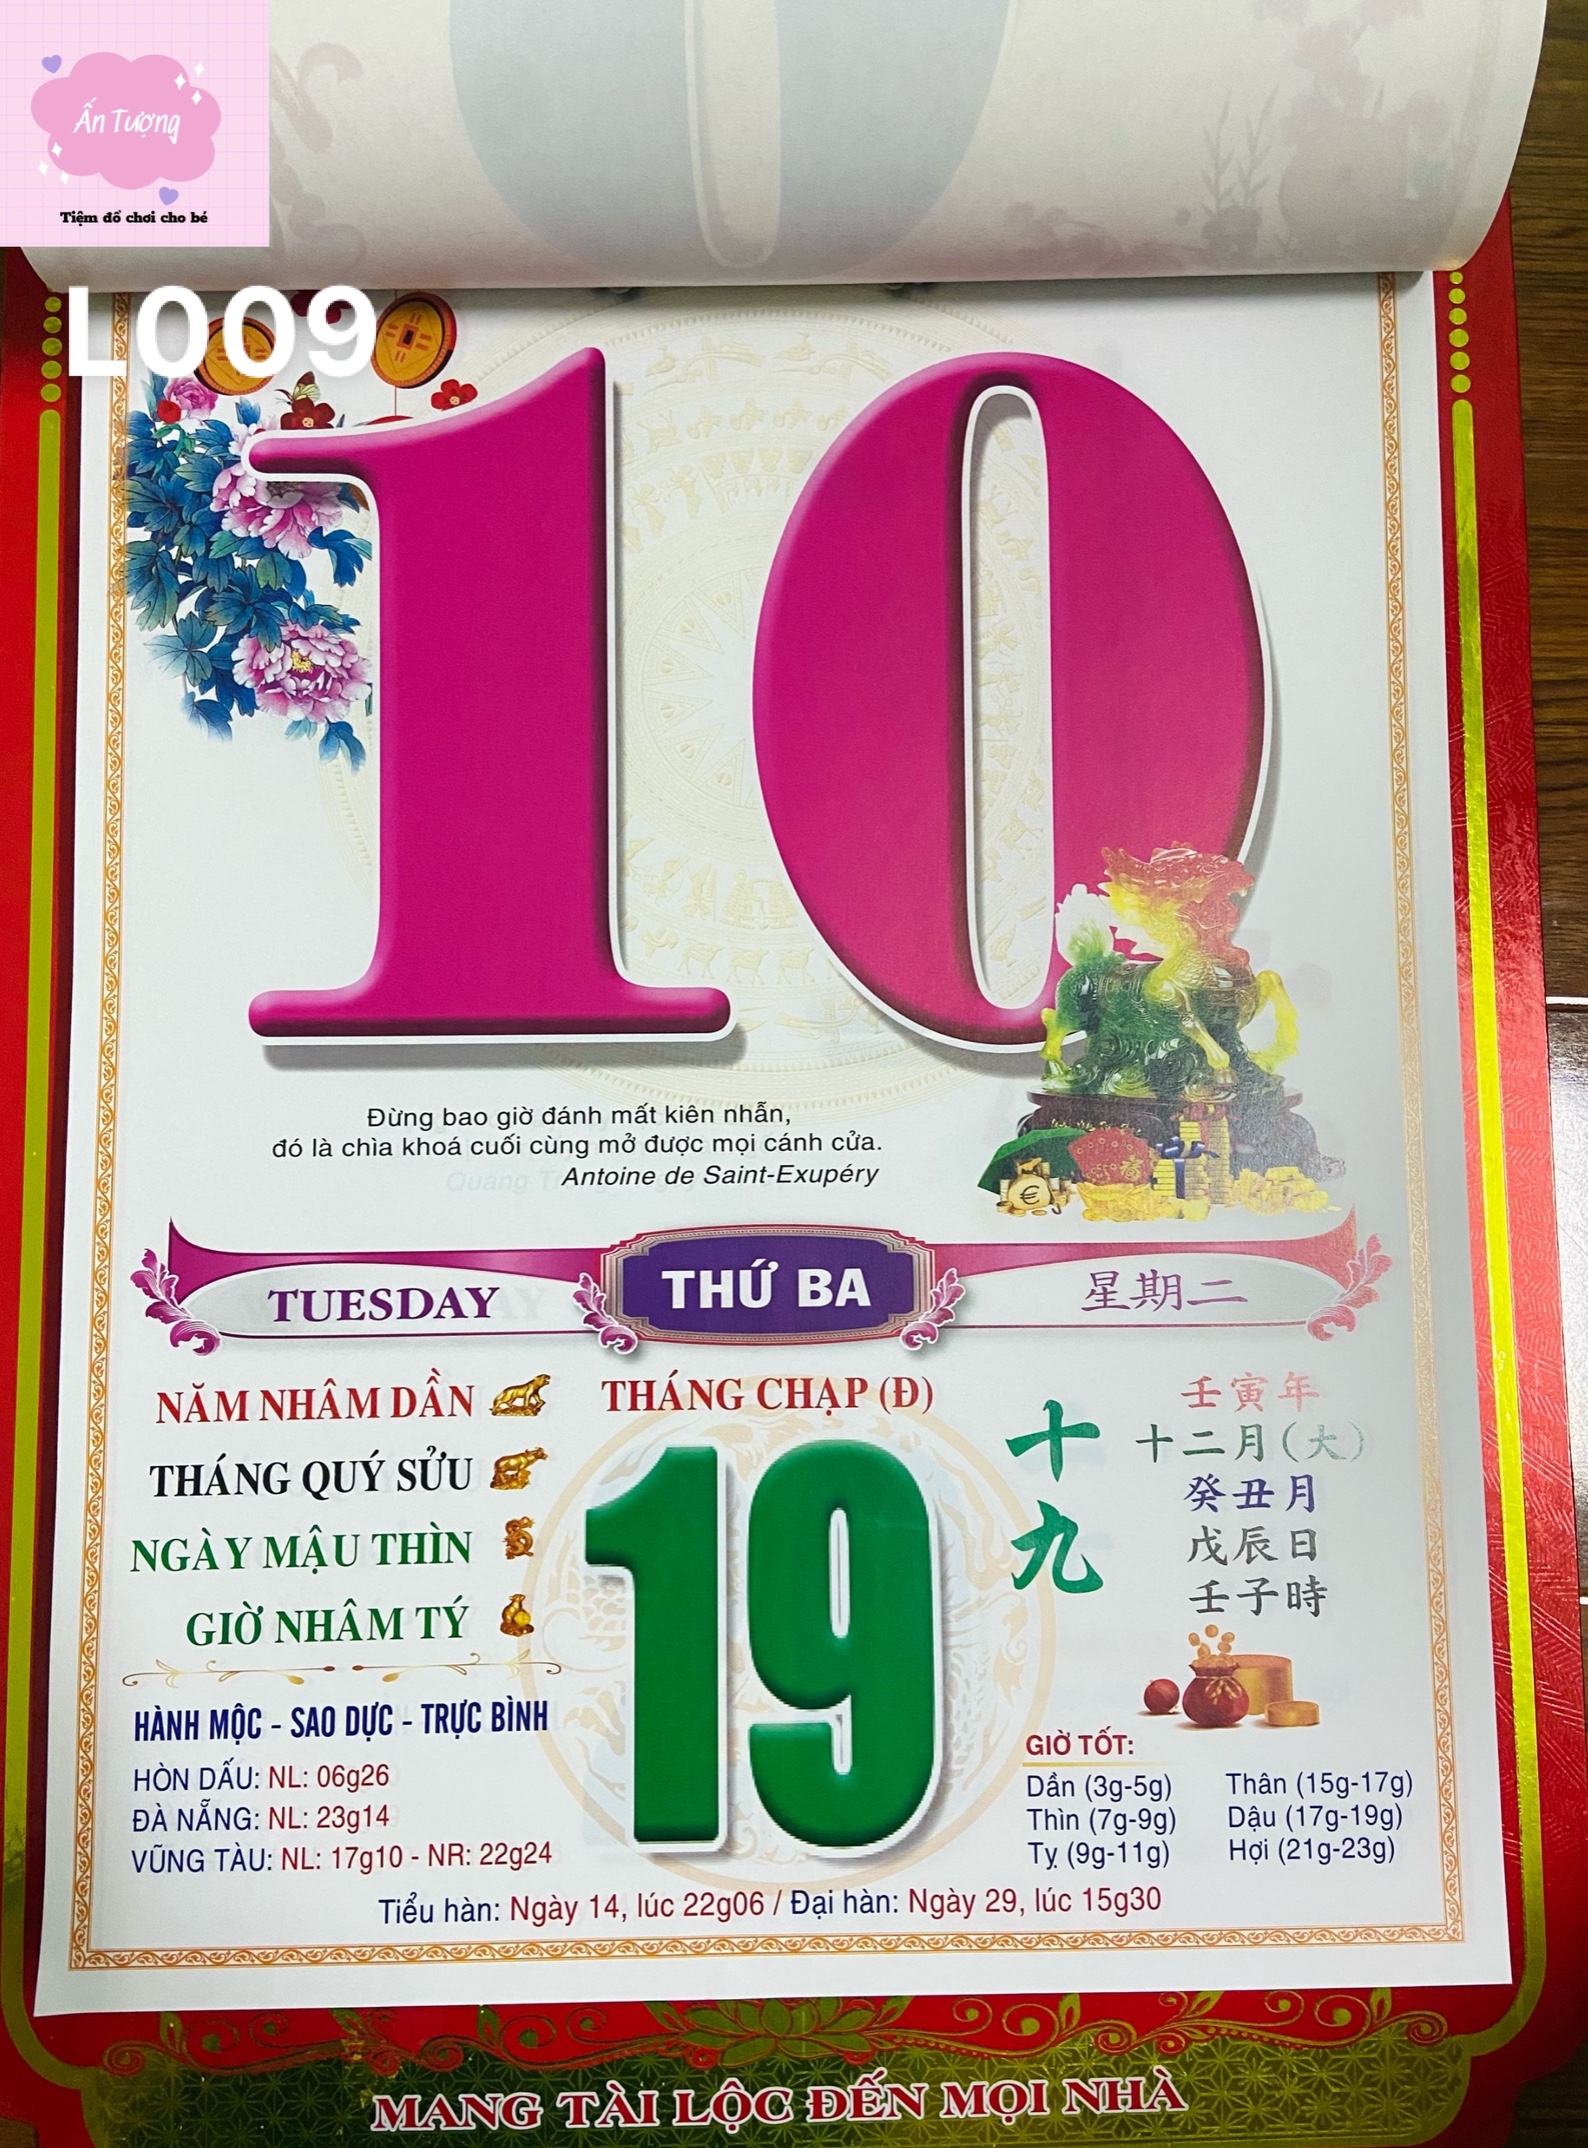 Ấn Tượng
Tiệm đồ chơi cho bé
L009
10
Đừng bao giờ đánh mất kiên nhẫn,
đó là chìa khoá cuối cùng mở được mọi cánh cửa.
Antoine de Saint-Exupéry
TUESDAY
THỨ BA
星期二
NĂM NHÂM DẦN
THÁNG QUÝ SỬU
NGÀY MẬU THÌN
GIỜ NHÂM TÝ
THÁNG CHẠP (Đ)
19
十九
壬寅年
十二月(大)
癸丑月
戊辰日
壬子時
HÀNH MỘC - SAO DỰC - TRỰC BÌNH
HÒN DẤU: NL: 06g26
ĐÀ NẴNG: NL: 23g14
VŨNG TÀU: NL: 17g10 - NR: 22g24
GIỜ TỐT:
Dần (3g-5g) Thân (15g-17g)
Thìn (7g-9g) Dậu (17g-19g)
Tỵ (9g-11g) Hợi (21g-23g)
Tiểu hàn: Ngày 14, lúc 22g06 / Đại hàn: Ngày 29, lúc 15g30
MANG TÀI LỘC ĐẾN MỌI NHÀ